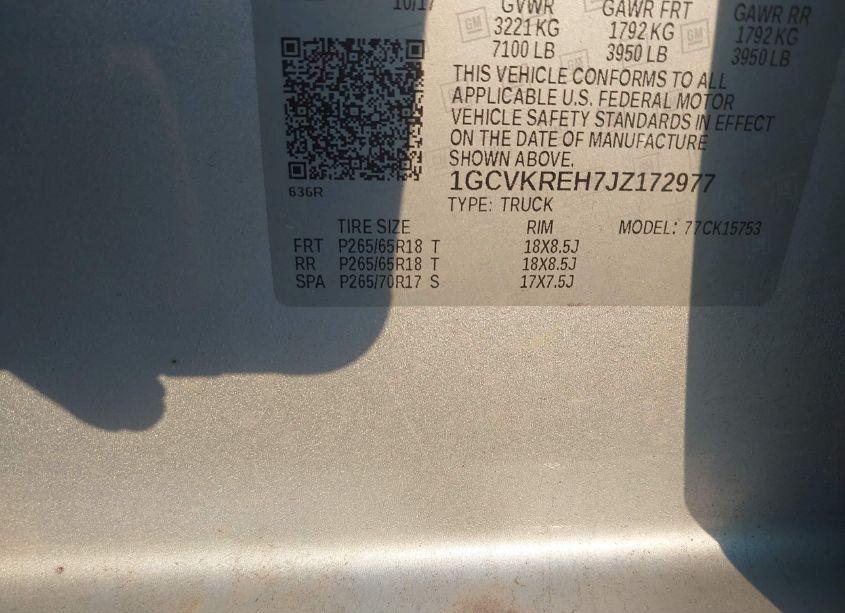 10/17 GVWR GAWR FRT GAWR RR
3221 KG 1792 KG 1792 KG
7100 LB 3950 LB 3950 LB
THIS VEHICLE CONFORMS TO ALL
APPLICABLE U.S. FEDERAL MOTOR
VEHICLE SAFETY STANDARDS IN EFFECT
ON THE DATE OF MANUFACTURE
SHOWN ABOVE.
1GCVKREH7JZ172977
636R
TYPE: TRUCK
TIRE SIZE RIM MODEL: 77CK15753
FRT P265/65R18 T 18X8.5J
RR P265/65R18 T 18X8.5J
SPA P265/70R17 S 17X7.5J
GM
GM
GM